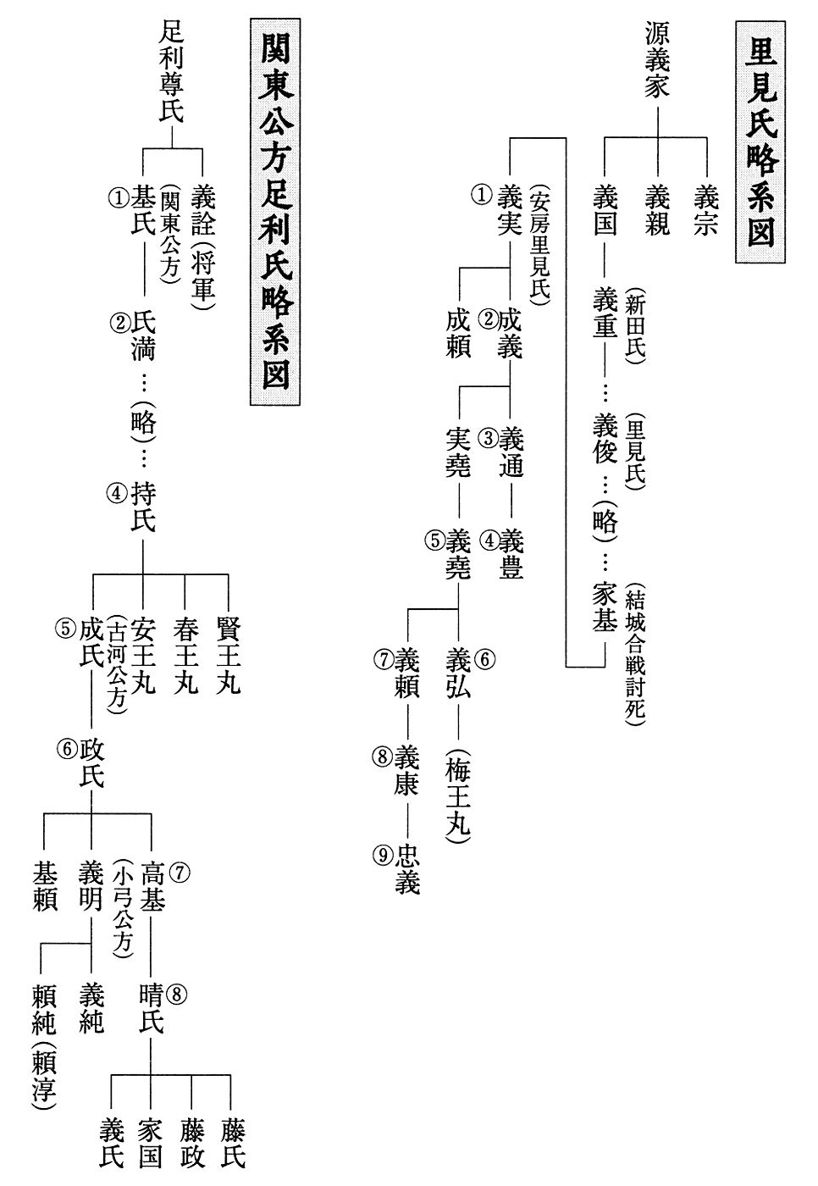 里見氏略系図
源義家
義宗
義親
義国
義重
(新田氏)
…
義俊
(里見氏)
…(略)…
家基
(結城合戦討死)
①義実
(安房里見氏)
②成義
成頼
③義通
実堯
④義豊
⑤義堯
⑥義弘
⑦義頼
(梅王丸)
⑧義康
⑨忠義
関東公方足利氏略系図
足利尊氏
義詮(将軍)
①基氏
(関東公方)
②氏満…(略)…
④持氏
賢王丸
春王丸
安王丸
⑤成氏
(古河公方)
⑥政氏
⑦高基
義明
(小弓公方)
基頼
⑧晴氏
義純
頼純(頼淳)
藤氏
藤政
家国
義氏